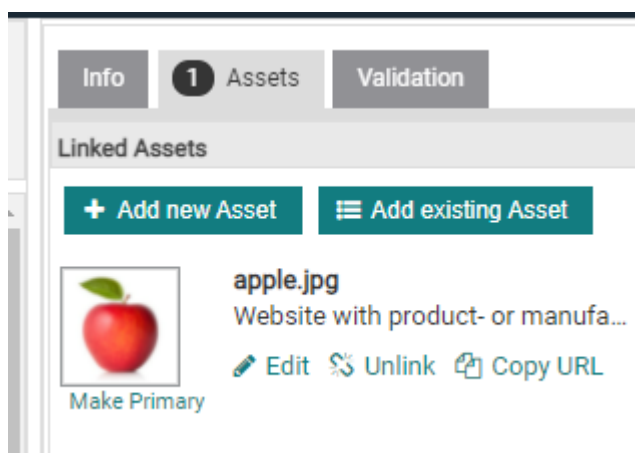 Info 1 Assets Validation
Linked Assets
Add new Asset Add existing Asset
apple.jpg
Website with product- or manufa...
Edit Unlink Copy URL
Make Primary